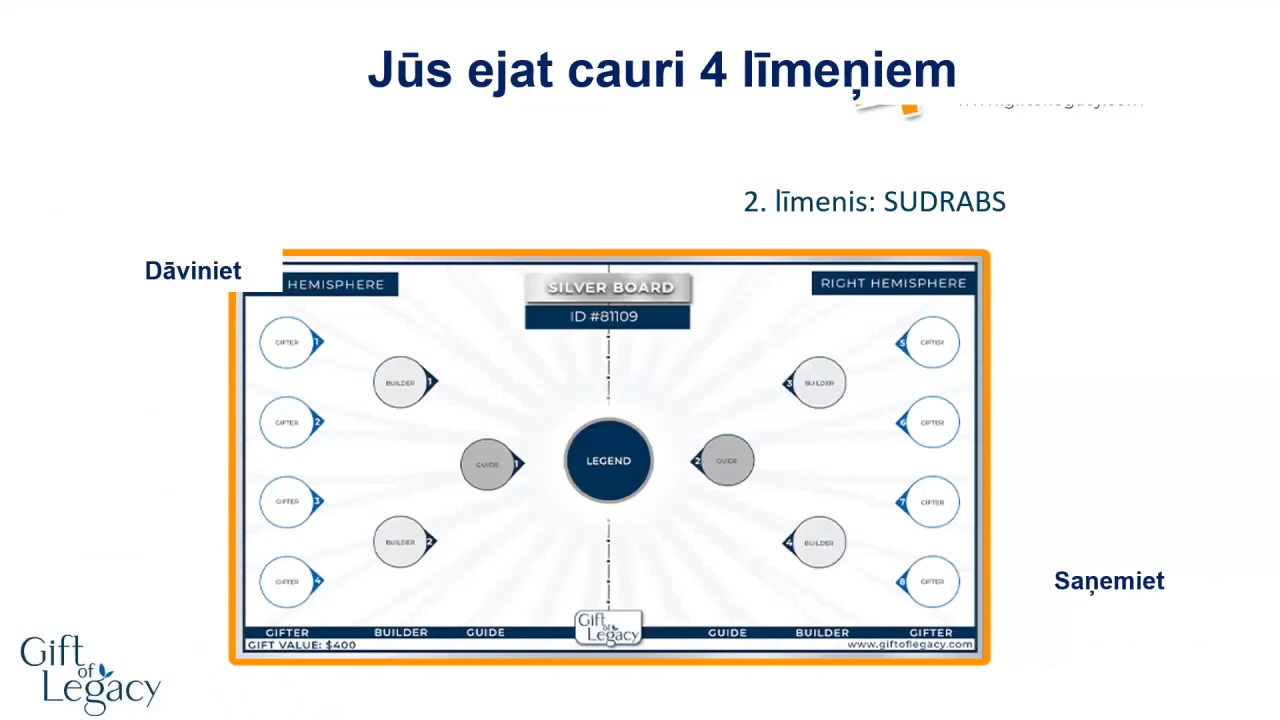 Jūs ejat cauri 4 līmeņiem
2. līmenis: SUDRABS
Dāviniet
HEMISPHERE
SILVER BOARD
RIGHT HEMISPHERE
ID #81109
GIFTER 1
5 GIFTER
BUILDER 1
3 BUILDER
GIFTER 2
6 GIFTER
GUIDE 1
LEGEND
2 GUIDE
GIFTER 3
7 GIFTER
BUILDER 2
4 BUILDER
GIFTER 4
8 GIFTER
Saņemiet
Gift
of
Legacy
GIFTER BUILDER GUIDE GUIDE BUILDER GIFTER
GIFT VALUE: $400 www.giftoflegacy.com
Gift
of
Legacy